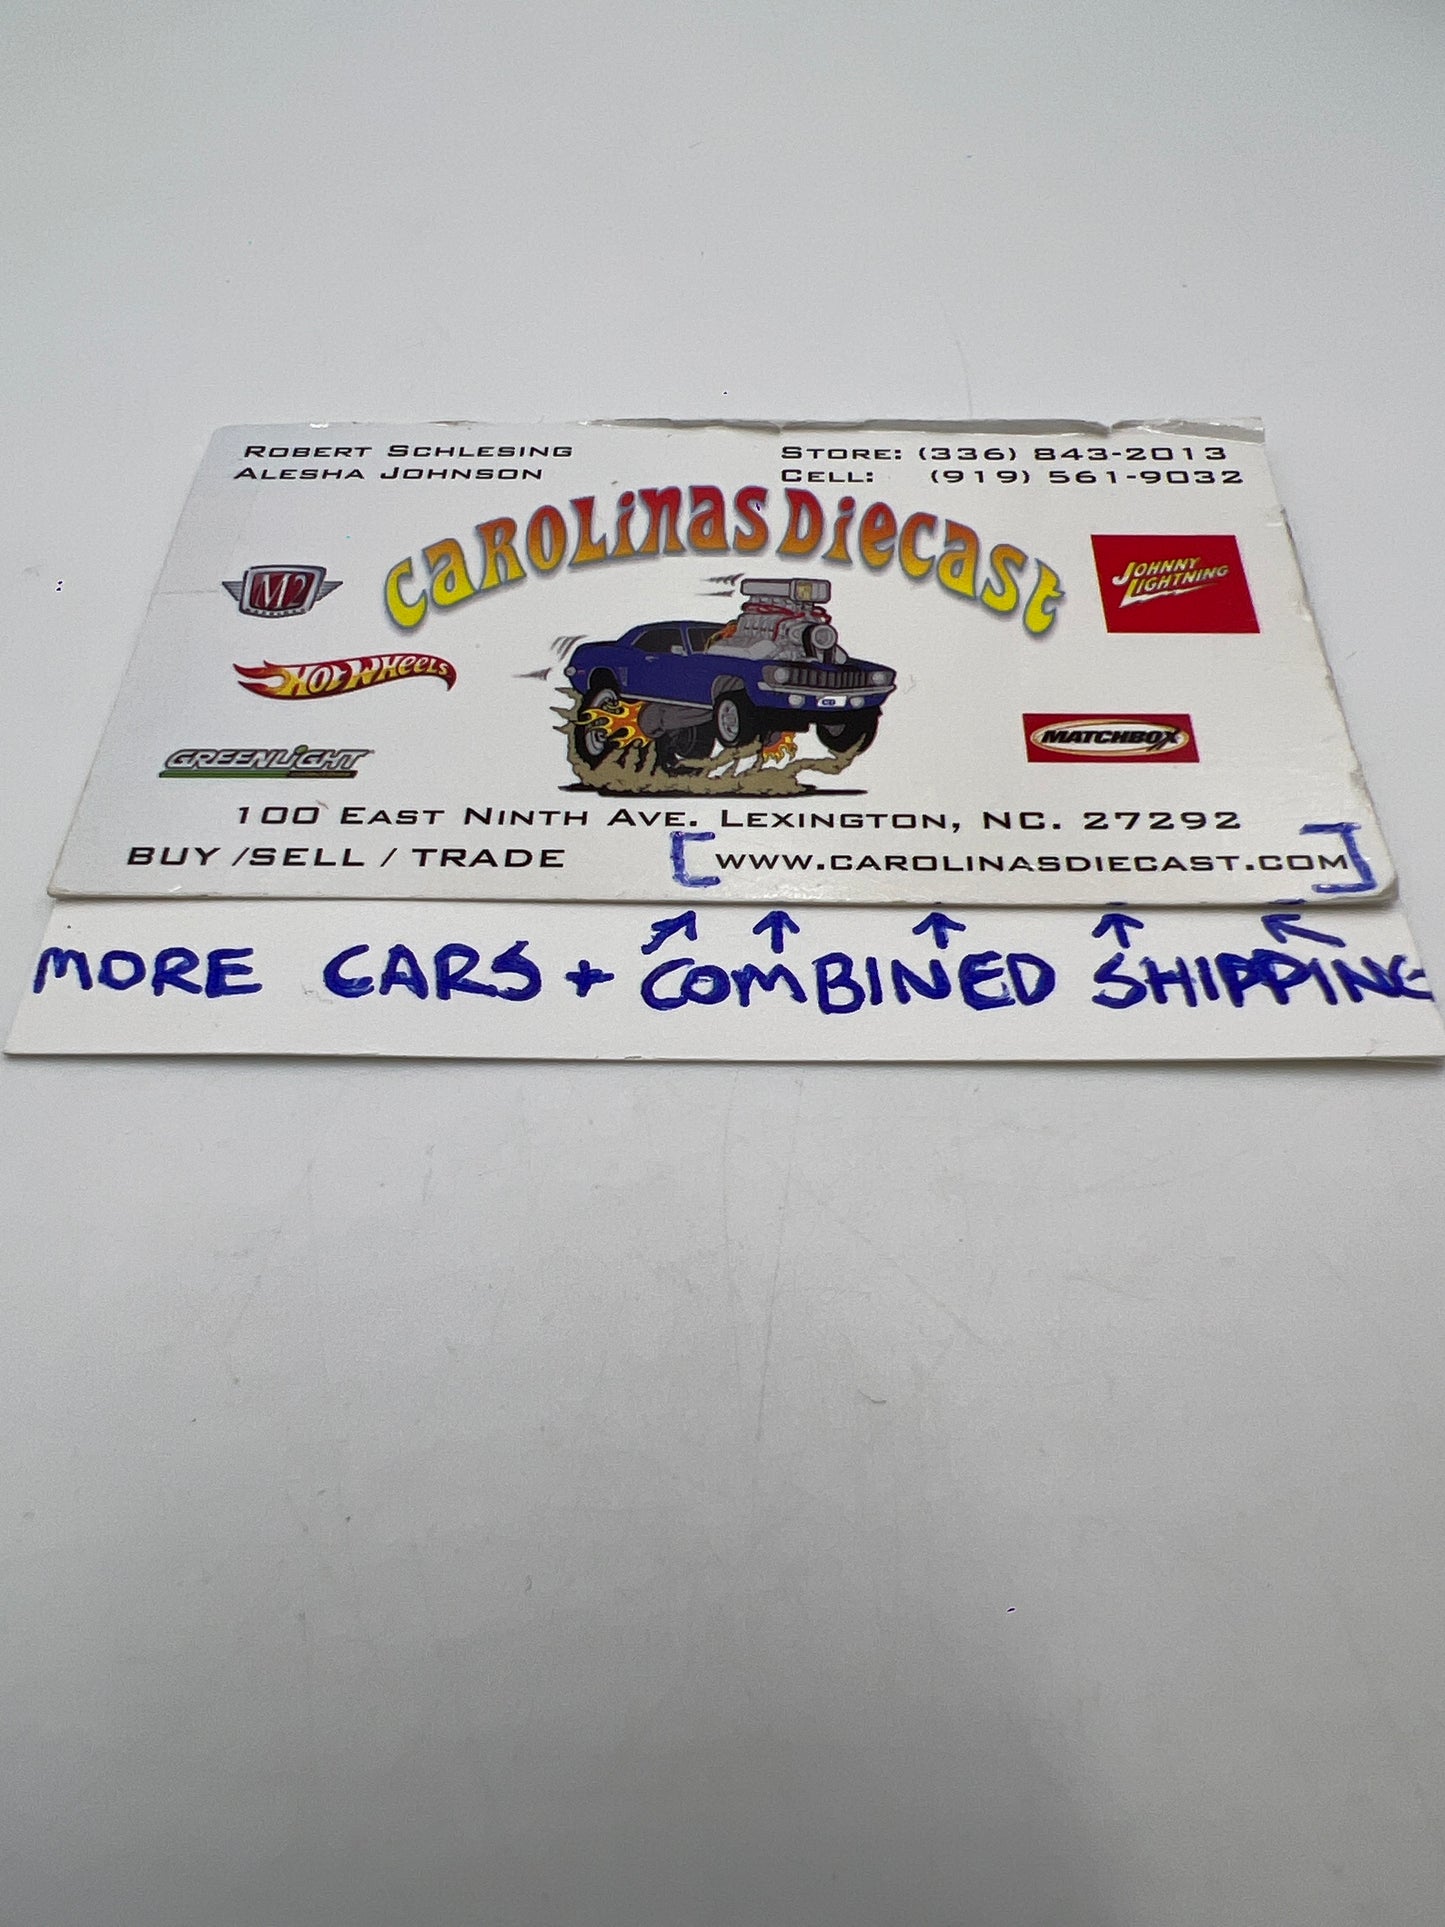 ROBERT SCHLESING
ALESHA JOHNSON
STORE: (336) 843-2013
CELL: (919) 561-9032
CAROLINAS DIECAST
M2
JOHNNY LIGHTNING
HOT WHEELS
MATCHBOX
GREENLIGHT
CD
100 EAST NINTH AVE. LEXINGTON, NC. 27292
BUY /SELL / TRADE [WWW.CAROLINASDIECAST.COM]
MORE CARS + COMBINED SHIPPING